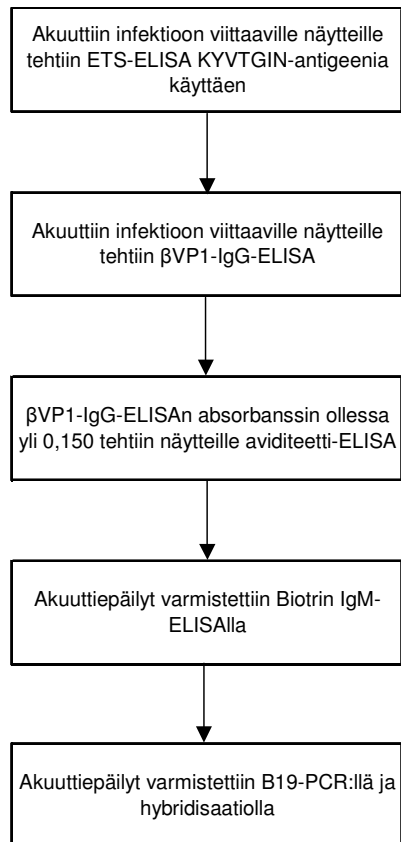 Akuuttiin infektioon viittaaville näytteille
tehtiin ETS-ELISA KYVTGIN-antigeenia
käyttäen
Akuuttiin infektioon viittaaville näytteille
tehtiin βVP1-IgG-ELISA
βVP1-IgG-ELISAn absorbanssin ollessa
yli 0,150 tehtiin näytteille aviditeetti-ELISA
Akuuttiepäilyt varmistettiin Biotrin IgM-
ELISAlla
Akuuttiepäilyt varmistettiin B19-PCR:llä ja
hybridisaatiolla